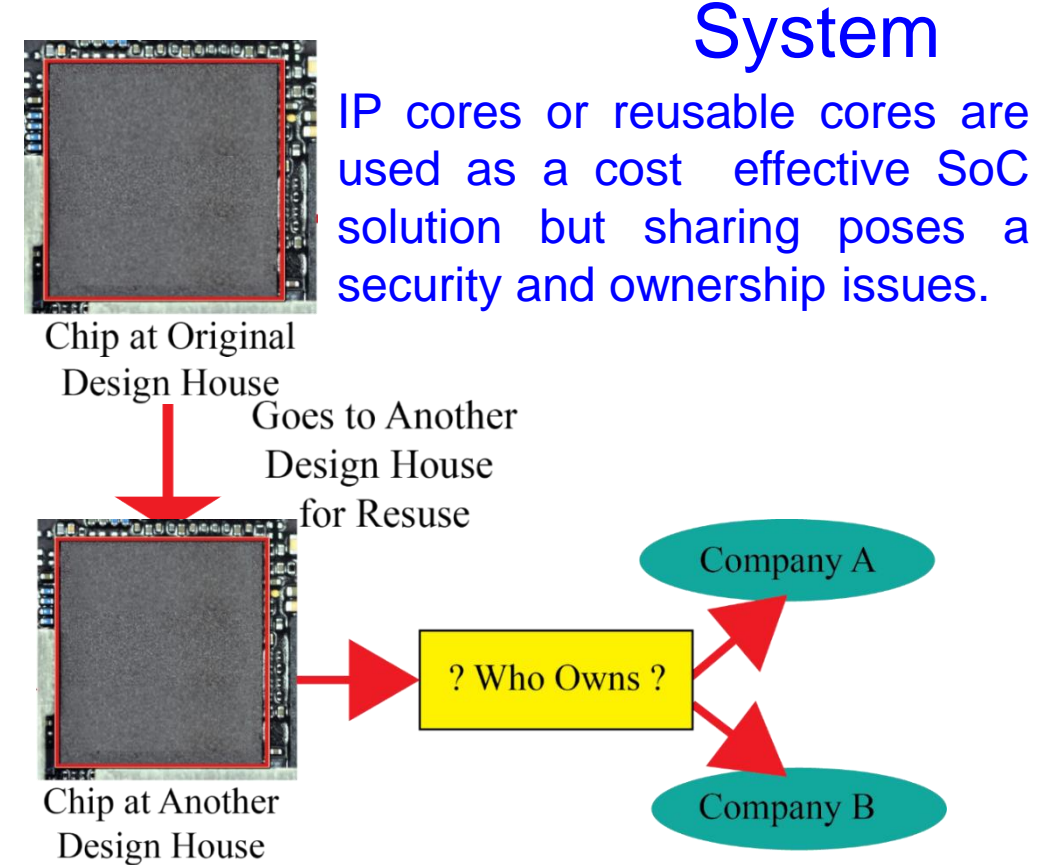 System
IP cores or reusable cores are
used as a cost effective SoC
solution but sharing poses a
security and ownership issues.
Chip at Original
Design House
Goes to Another
Design House
for Resuse
Company A
? Who Owns ?
Company B
Chip at Another
Design House